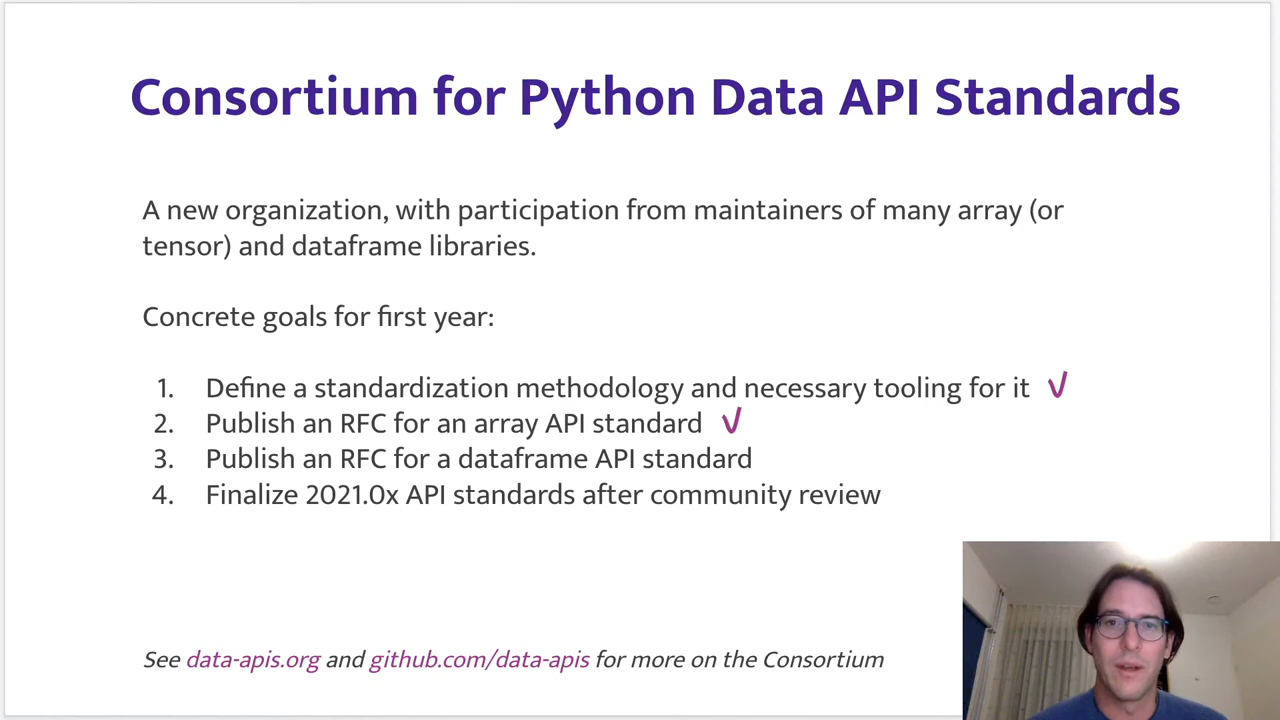 Consortium for Python Data API Standards
A new organization, with participation from maintainers of many array (or
tensor) and dataframe libraries.
Concrete goals for first year:
1. Define a standardization methodology and necessary tooling for it √
2. Publish an RFC for an array API standard √
3. Publish an RFC for a dataframe API standard
4. Finalize 2021.0x API standards after community review
See data-apis.org and github.com/data-apis for more on the Consortium